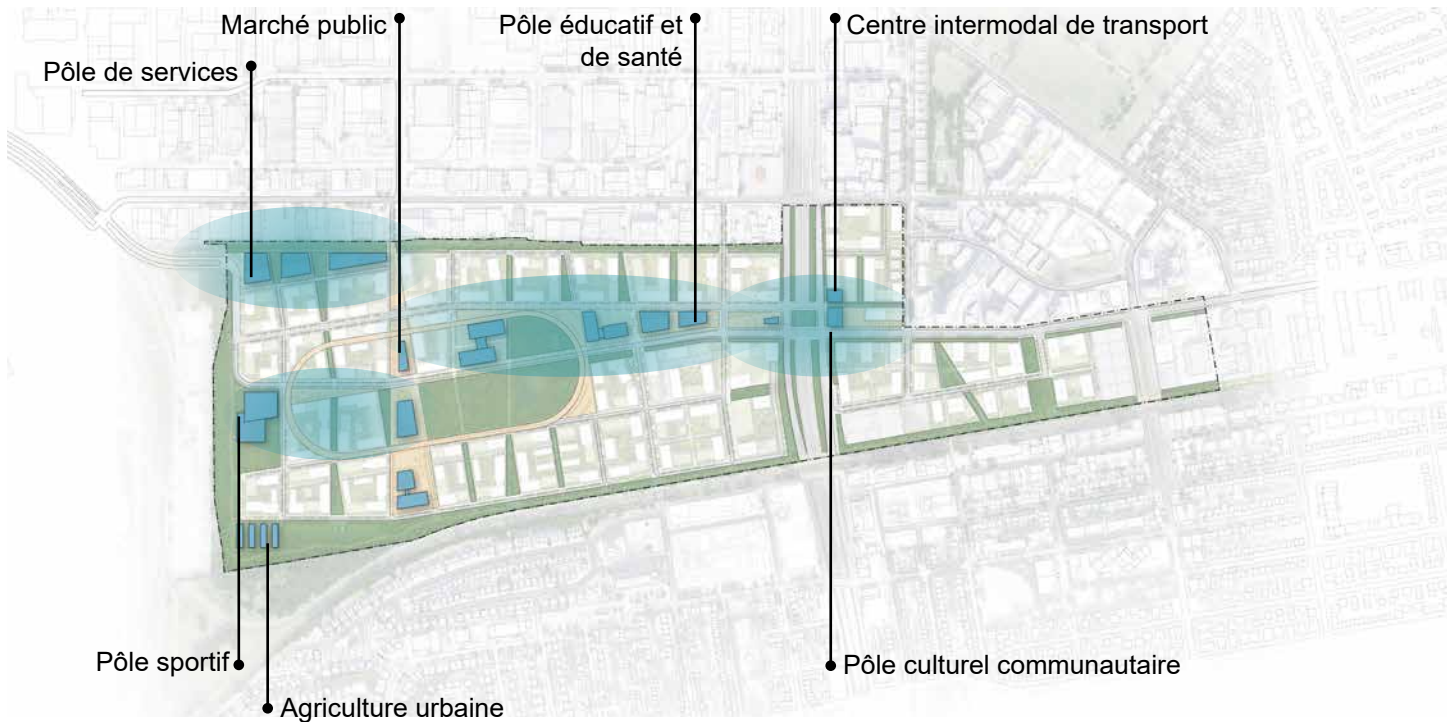 Marché public
Pôle éducatif et
de santé
Centre intermodal de transport
Pôle de services
Pôle sportif
Pôle culturel communautaire
Agriculture urbaine